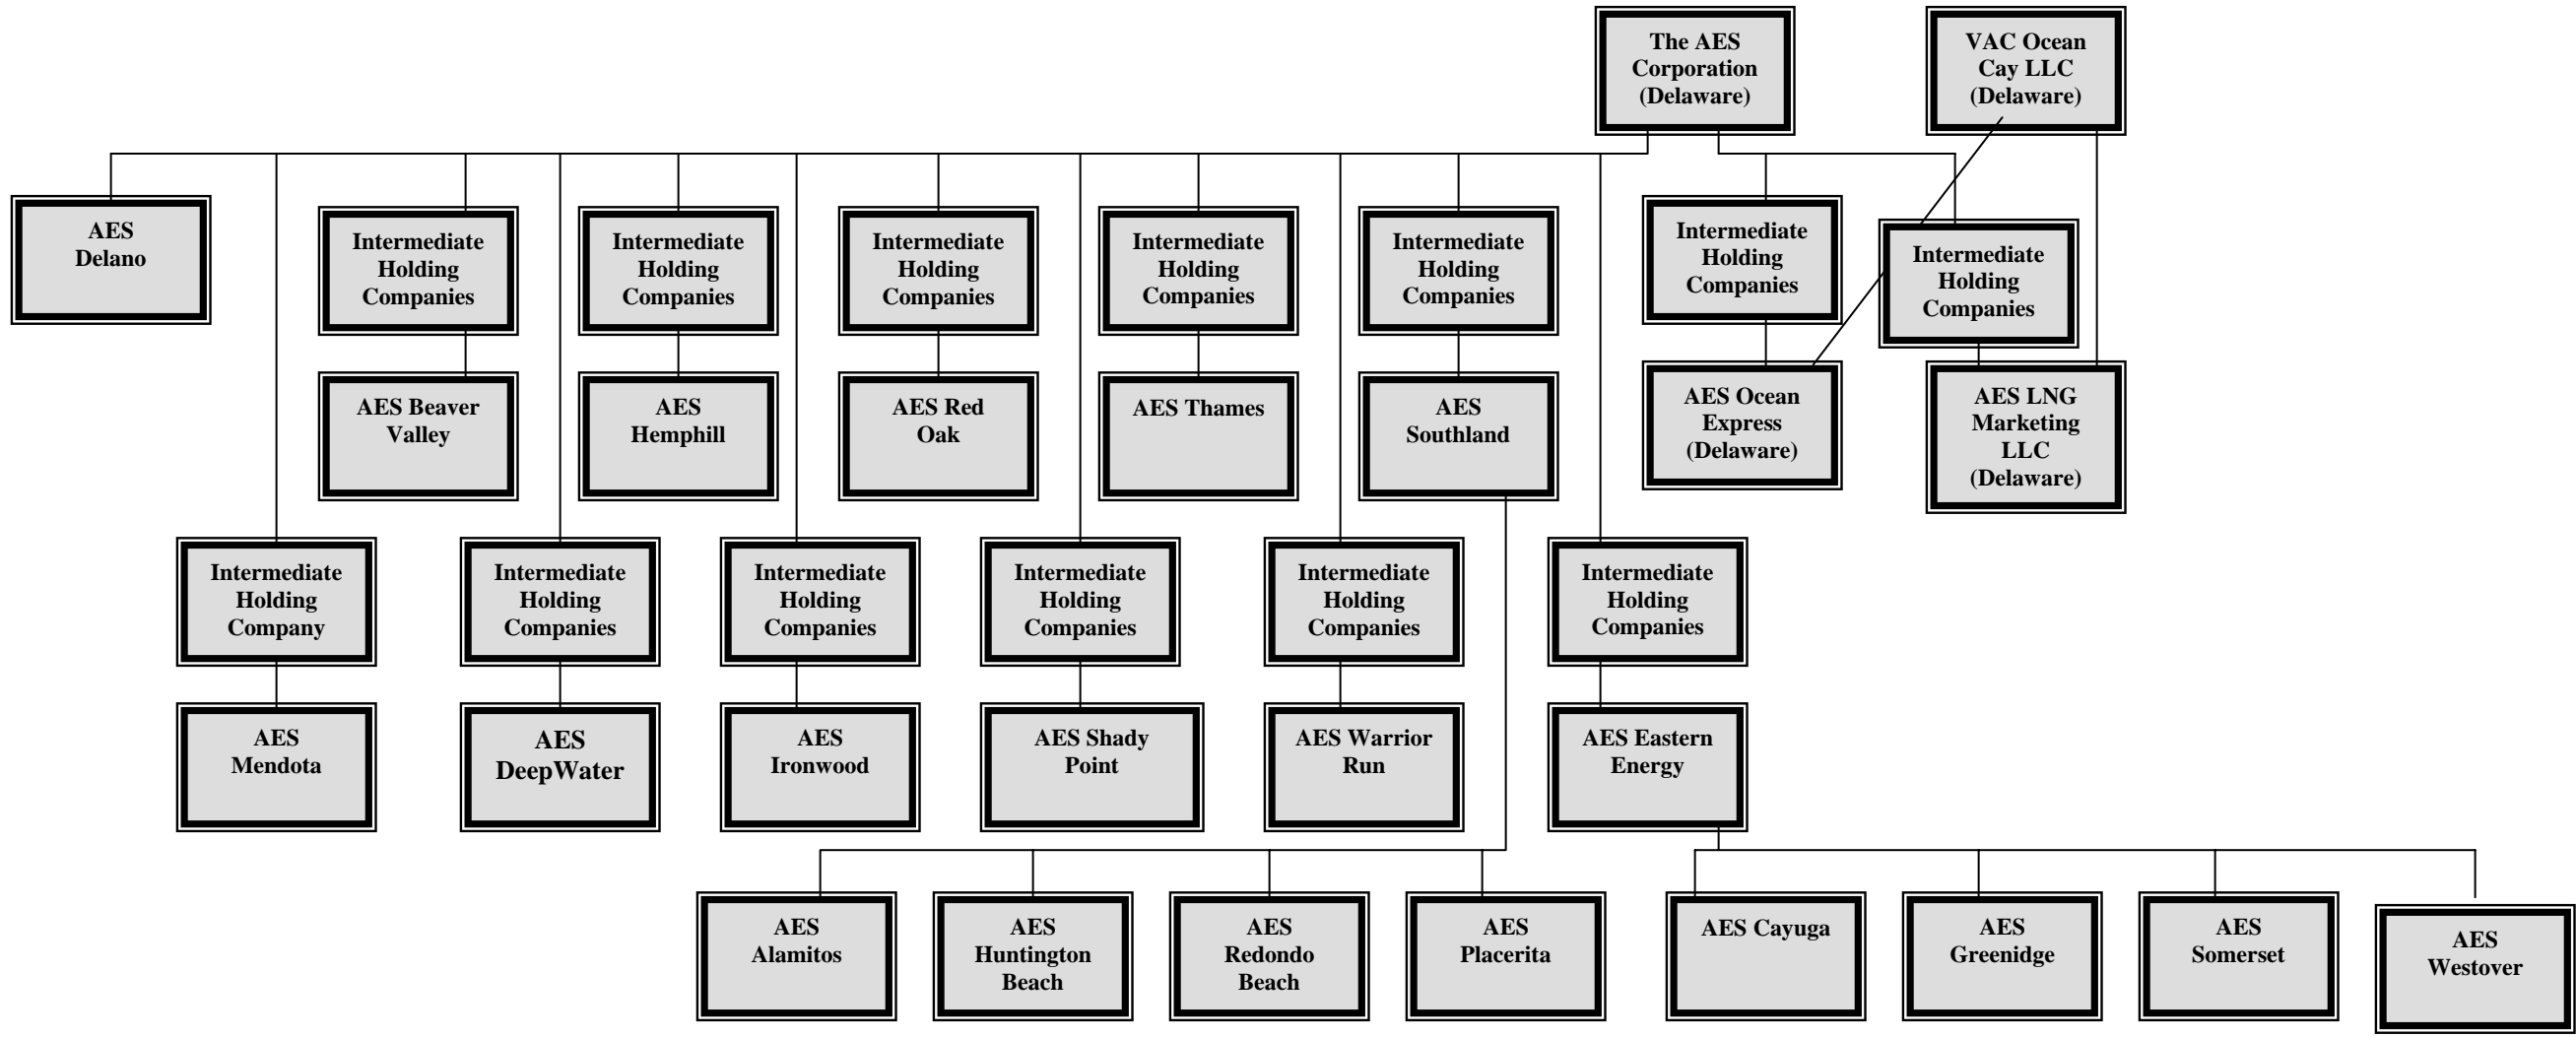 The AES
Corporation
(Delaware)
VAC Ocean
Cay LLC
(Delaware)
AES
Delano
Intermediate
Holding
Companies
Intermediate
Holding
Companies
Intermediate
Holding
Companies
Intermediate
Holding
Companies
Intermediate
Holding
Companies
Intermediate
Holding
Companies
Intermediate
Holding
Companies
AES Beaver
Valley
AES
Hemphill
AES Red
Oak
AES Thames
AES
Southland
AES Ocean
Express
(Delaware)
AES LNG
Marketing
LLC
(Delaware)
Intermediate
Holding
Company
Intermediate
Holding
Companies
Intermediate
Holding
Companies
Intermediate
Holding
Companies
Intermediate
Holding
Companies
Intermediate
Holding
Companies
AES
Mendota
AES
DeepWater
AES
Ironwood
AES Shady
Point
AES Warrior
Run
AES Eastern
Energy
AES
Alamitos
AES
Huntington
Beach
AES
Redondo
Beach
AES
Placerita
AES Cayuga
AES
Greenidge
AES
Somerset
AES
Westover